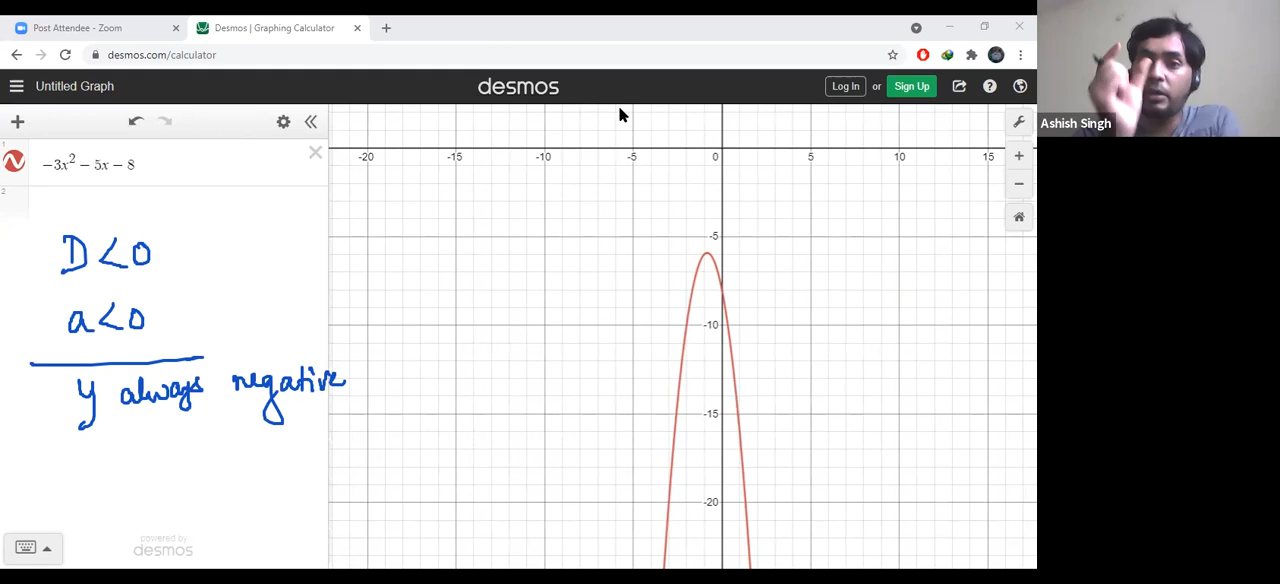 Post Attendee - Zoom
Desmos | Graphing Calculator
desmos.com/calculator
Untitled Graph
desmos
Log In or Sign Up
Ashish Singh
1
-3x² - 5x - 8
2
D<0
a<0
y always negative
-20 -15 -10 -5 0 5 10 15
-5
-10
-15
-20
powered by
desmos